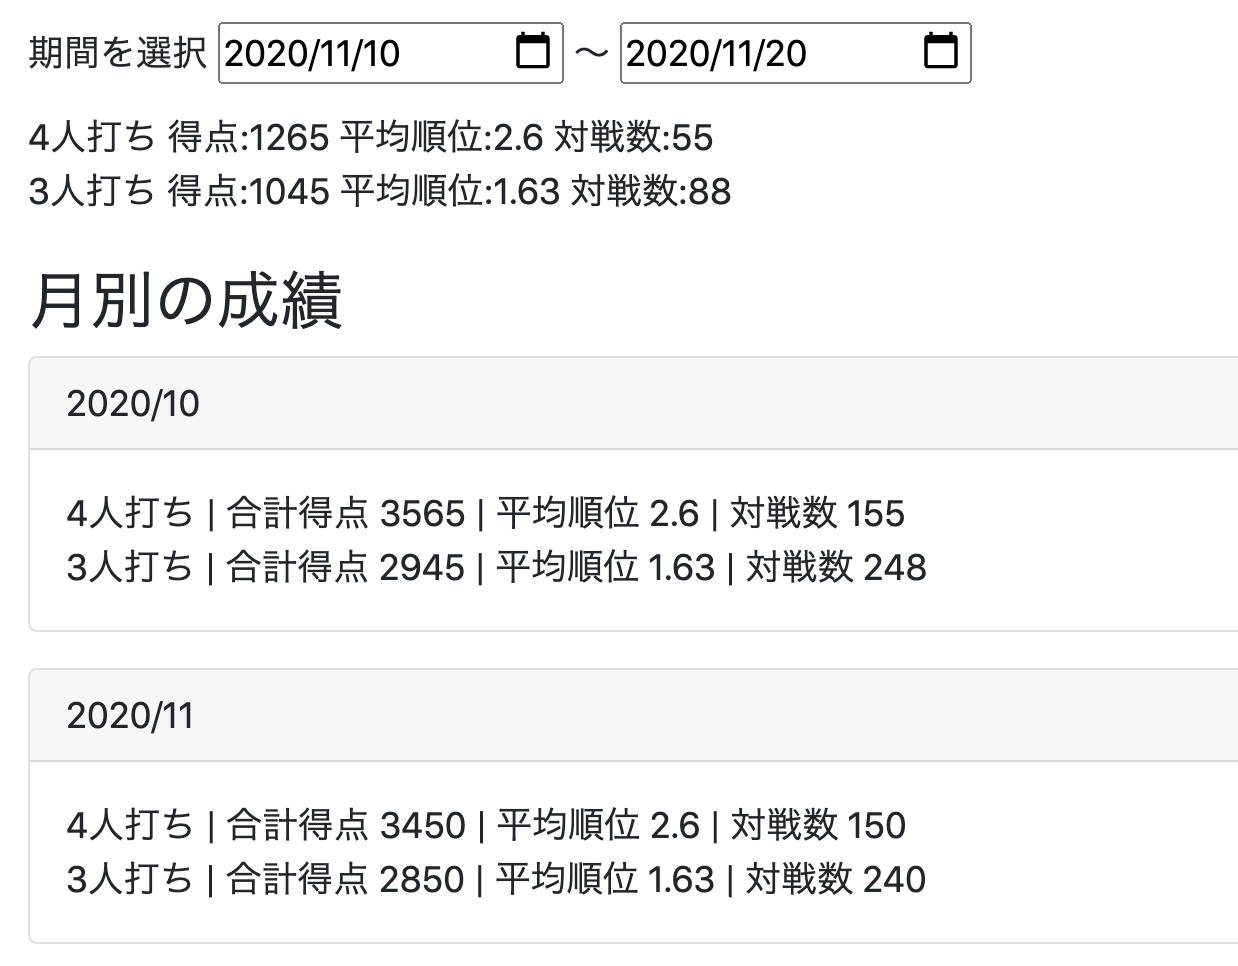 期間を選択 2020/11/10 ～ 2020/11/20
4人打ち 得点:1265 平均順位:2.6 対戦数:55
3人打ち 得点:1045 平均順位:1.63 対戦数:88
月別の成績
2020/10
4人打ち | 合計得点 3565 | 平均順位 2.6 | 対戦数 155
3人打ち | 合計得点 2945 | 平均順位 1.63 | 対戦数 248
2020/11
4人打ち | 合計得点 3450 | 平均順位 2.6 | 対戦数 150
3人打ち | 合計得点 2850 | 平均順位 1.63 | 対戦数 240